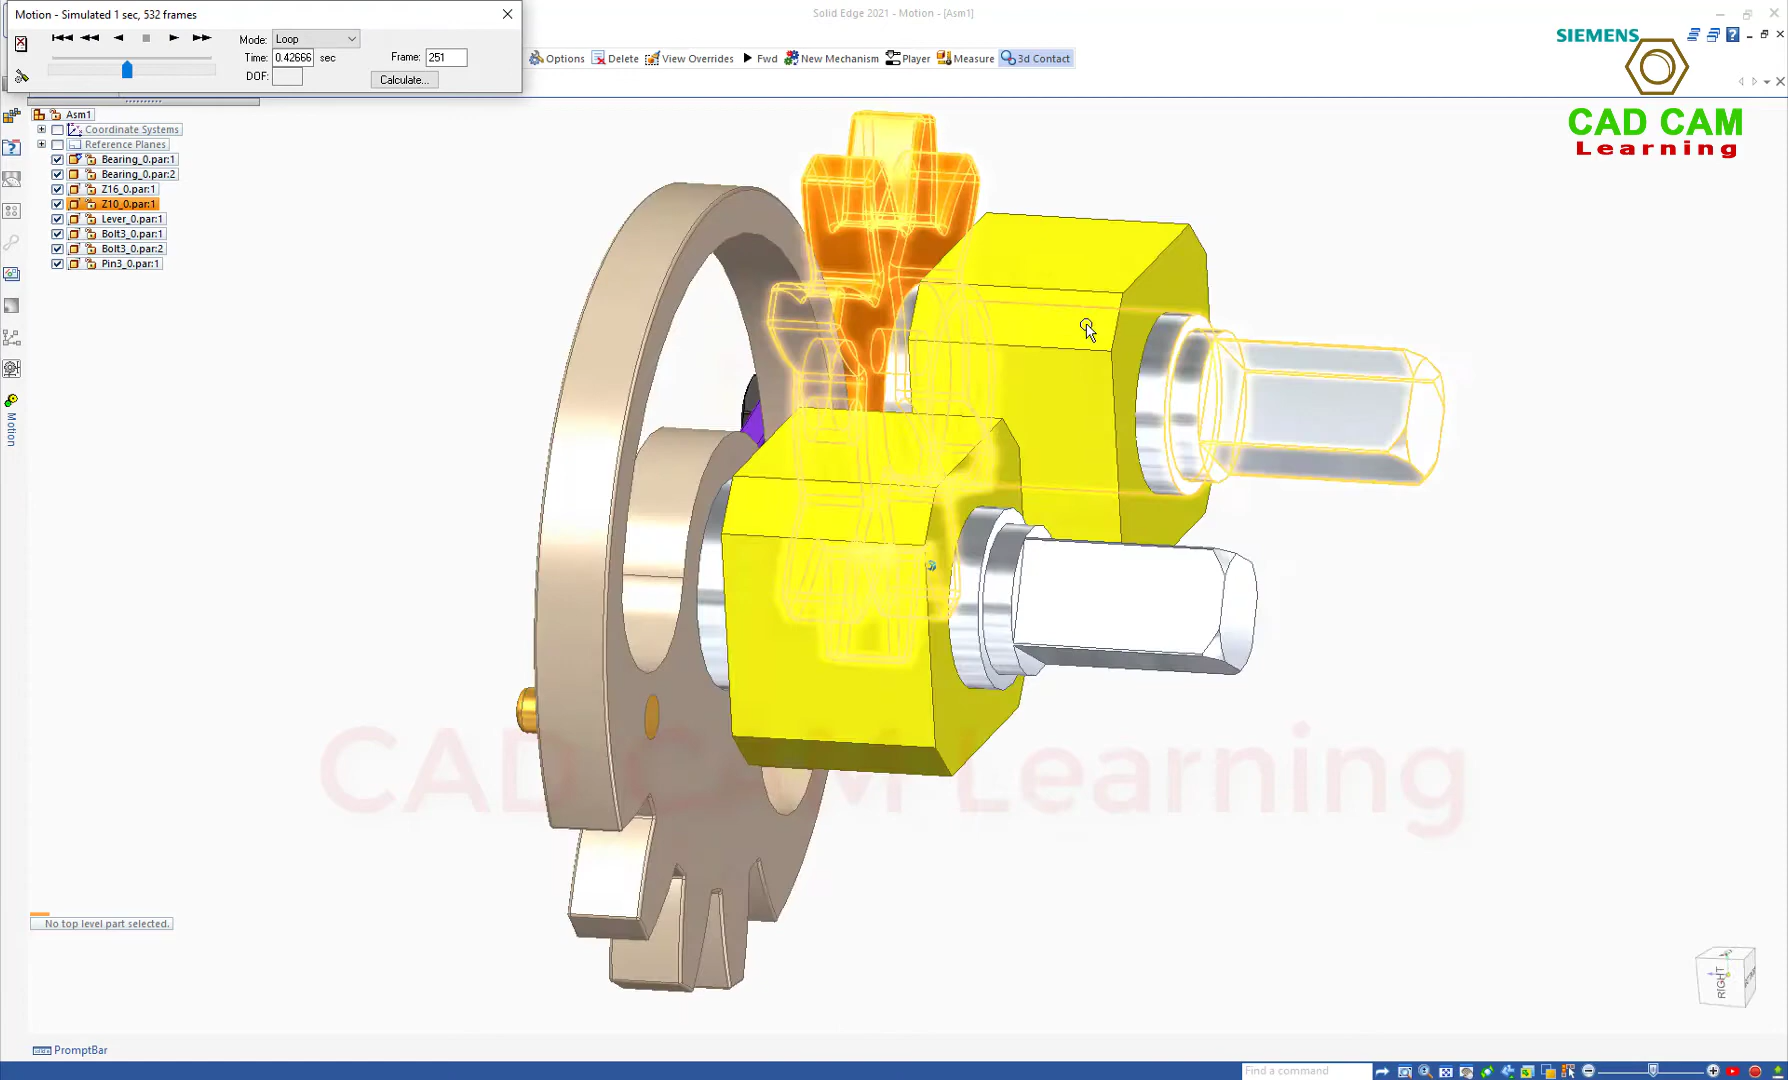 Motion - Simulated 1 sec, 532 frames
Solid Edge 2021 - Motion - [Asm1]
Mode: Loop
Time: 0.42666 sec
Frame: 251
DOF:
Calculate...
Options
Delete
View Overrides
Fwd
New Mechanism
Player
Measure
3d Contact
SIEMENS
CAD CAM
Learning
Asm1
Coordinate Systems
Reference Planes
Bearing_0.par:1
Bearing_0.par:2
Z16_0.par:1
Z10_0.par:1
Lever_0.par:1
Bolt3_0.par:1
Bolt3_0.par:2
Pin3_0.par:1
Motion
CAD CAM Learning
No top level part selected.
RIGHT
PromptBar
Find a command